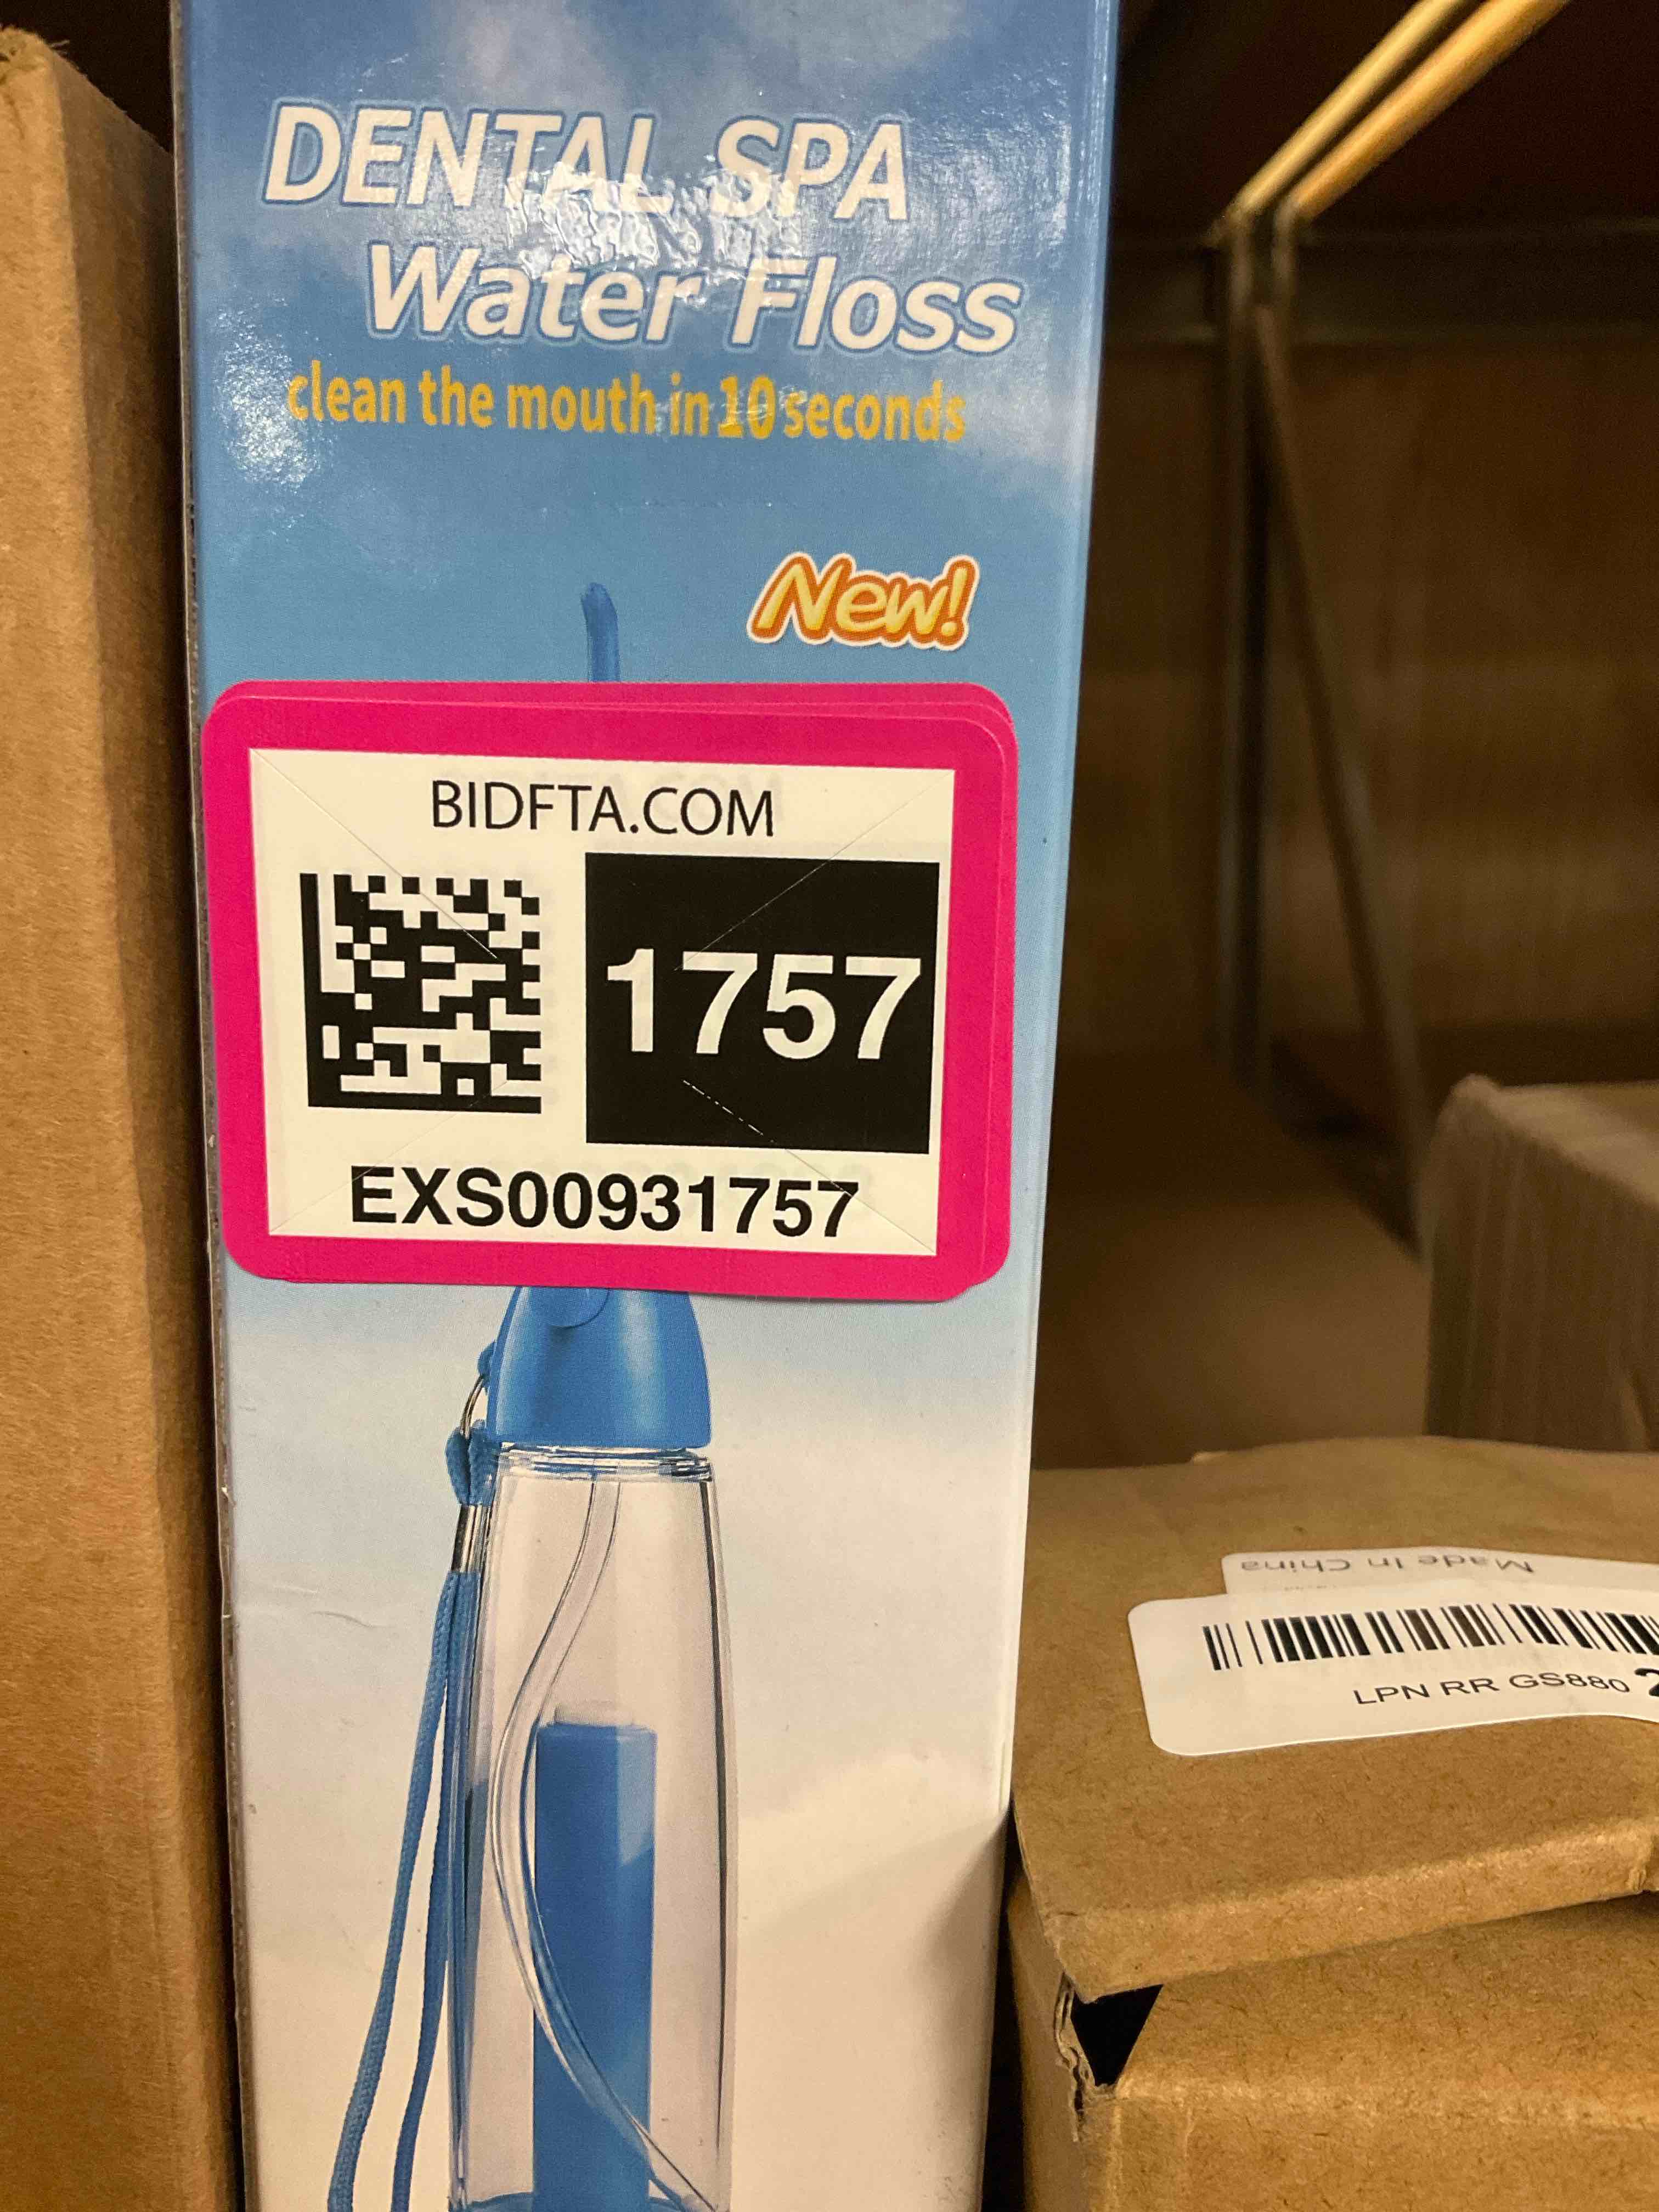 DENTAL SPA
Water Floss
clean the mouth in 10 seconds
New!
BIDFTA.COM
1757
EXS00931757
Made In China
LPN RR GS880